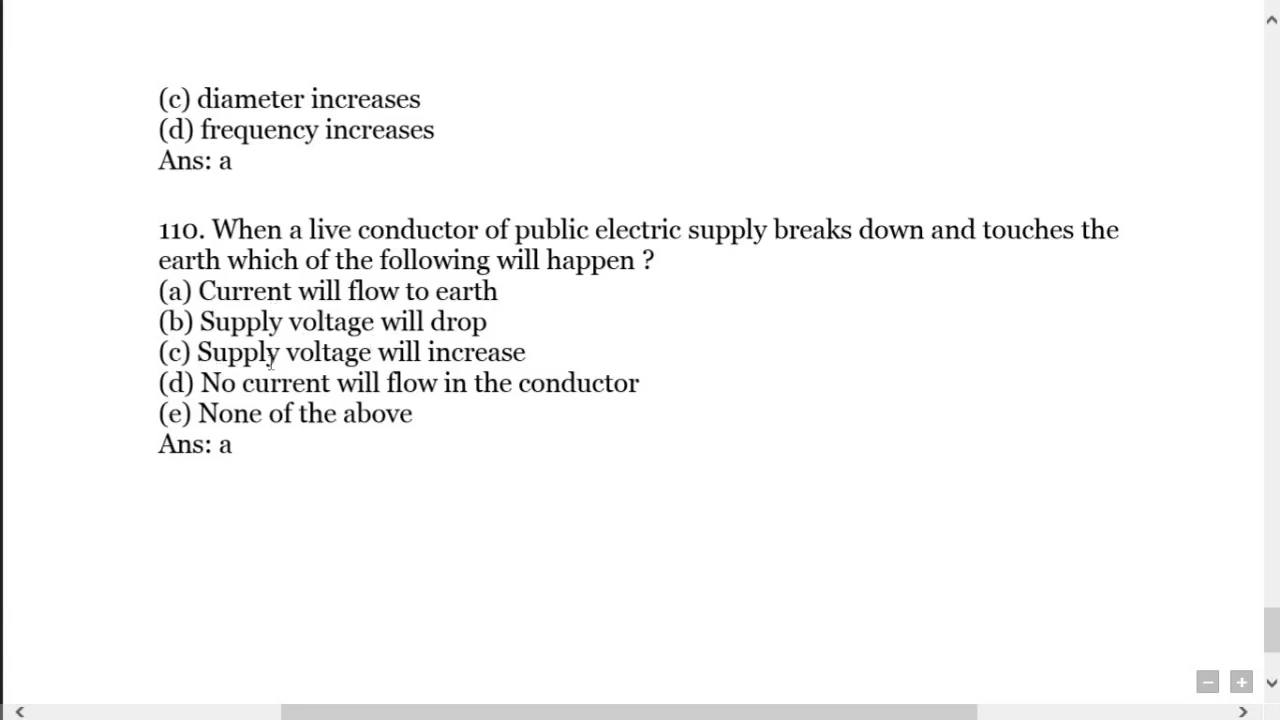 (c) diameter increases
(d) frequency increases
Ans: a
110. When a live conductor of public electric supply breaks down and touches the
earth which of the following will happen ?
(a) Current will flow to earth
(b) Supply voltage will drop
(c) Supply voltage will increase
(d) No current will flow in the conductor
(e) None of the above
Ans: a